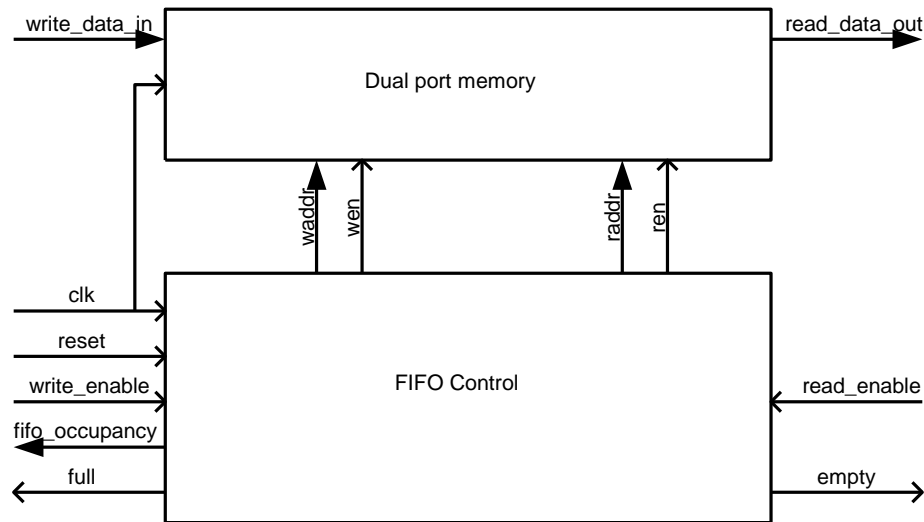 write_data_in
read_data_out
Dual port memory
waddr
wen
raddr
ren
clk
reset
FIFO Control
write_enable
read_enable
fifo_occupancy
full
empty